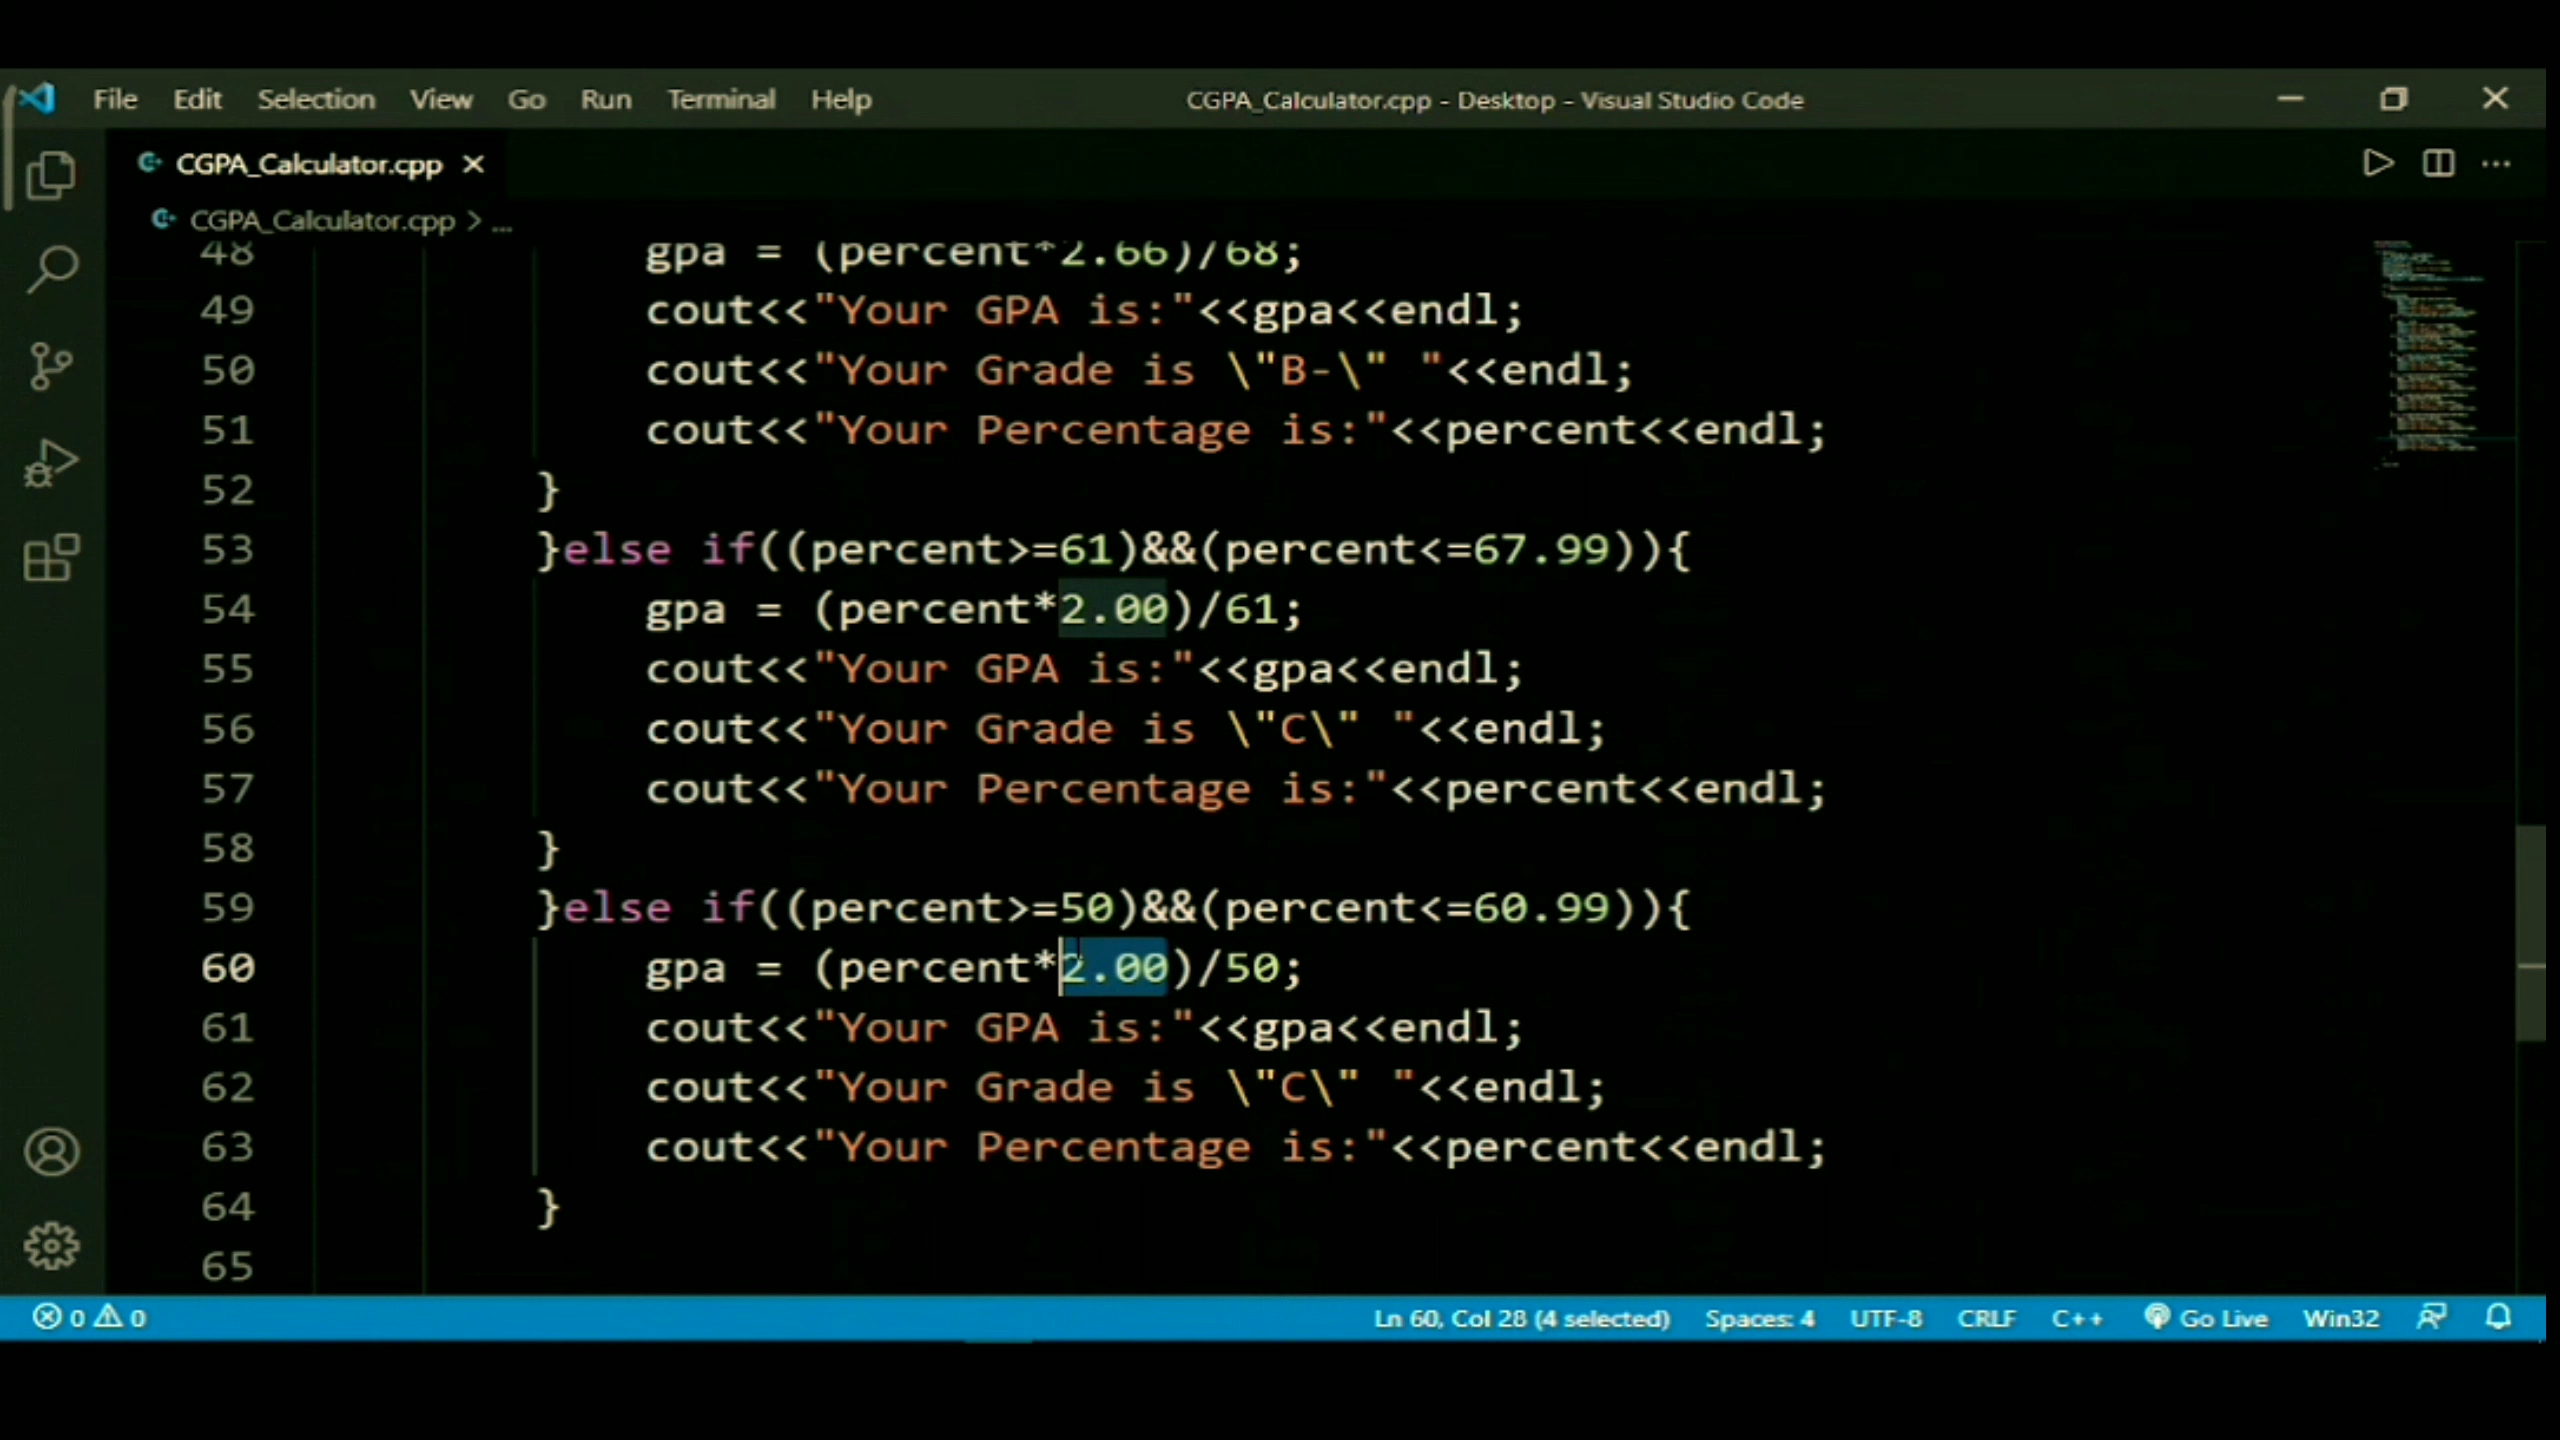 File Edit Selection View Go Run Terminal Help CGPA_Calculator.cpp - Desktop - Visual Studio Code
CGPA_Calculator.cpp
CGPA_Calculator.cpp > ...
48 gpa = (percent*2.66)/68;
49 cout<<"Your GPA is:"<<gpa<<endl;
50 cout<<"Your Grade is \"B-\" "<<endl;
51 cout<<"Your Percentage is:"<<percent<<endl;
52 }
53 }else if((percent>=61)&&(percent<=67.99)){
54 gpa = (percent*2.00)/61;
55 cout<<"Your GPA is:"<<gpa<<endl;
56 cout<<"Your Grade is \"C\" "<<endl;
57 cout<<"Your Percentage is:"<<percent<<endl;
58 }
59 }else if((percent>=50)&&(percent<=60.99)){
60 gpa = (percent*2.00)/50;
61 cout<<"Your GPA is:"<<gpa<<endl;
62 cout<<"Your Grade is \"C\" "<<endl;
63 cout<<"Your Percentage is:"<<percent<<endl;
64 }
65
0 0 Ln 60, Col 28 (4 selected) Spaces: 4 UTF-8 CRLF C++ Go Live Win32